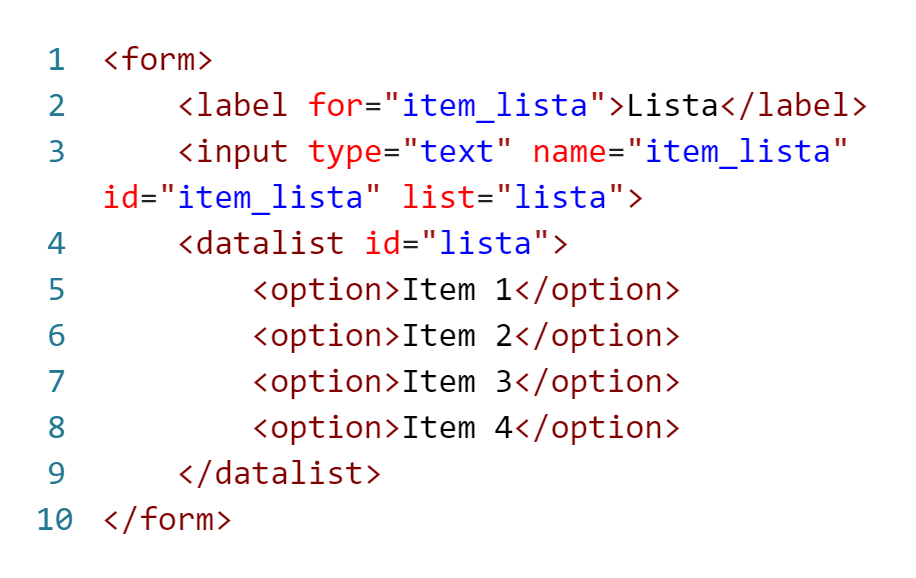 1 <form>
2     <label for="item_lista">Lista</label>
3     <input type="text" name="item_lista"
id="item_lista" list="lista">
4     <datalist id="lista">
5         <option>Item 1</option>
6         <option>Item 2</option>
7         <option>Item 3</option>
8         <option>Item 4</option>
9     </datalist>
10 </form>